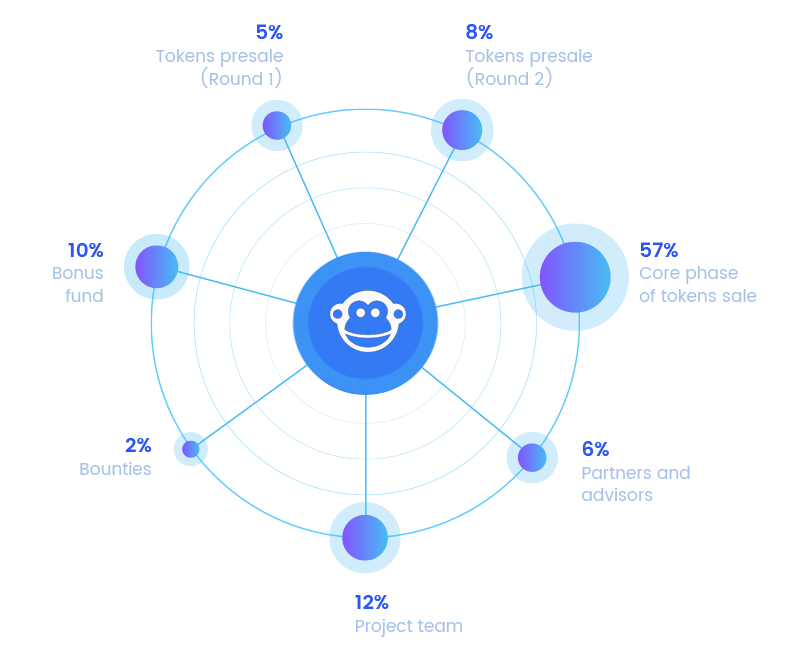 5%
Tokens presale
(Round 1)
8%
Tokens presale
(Round 2)
10%
Bonus
fund
57%
Core phase
of tokens sale
2%
Bounties
6%
Partners and
advisors
12%
Project team